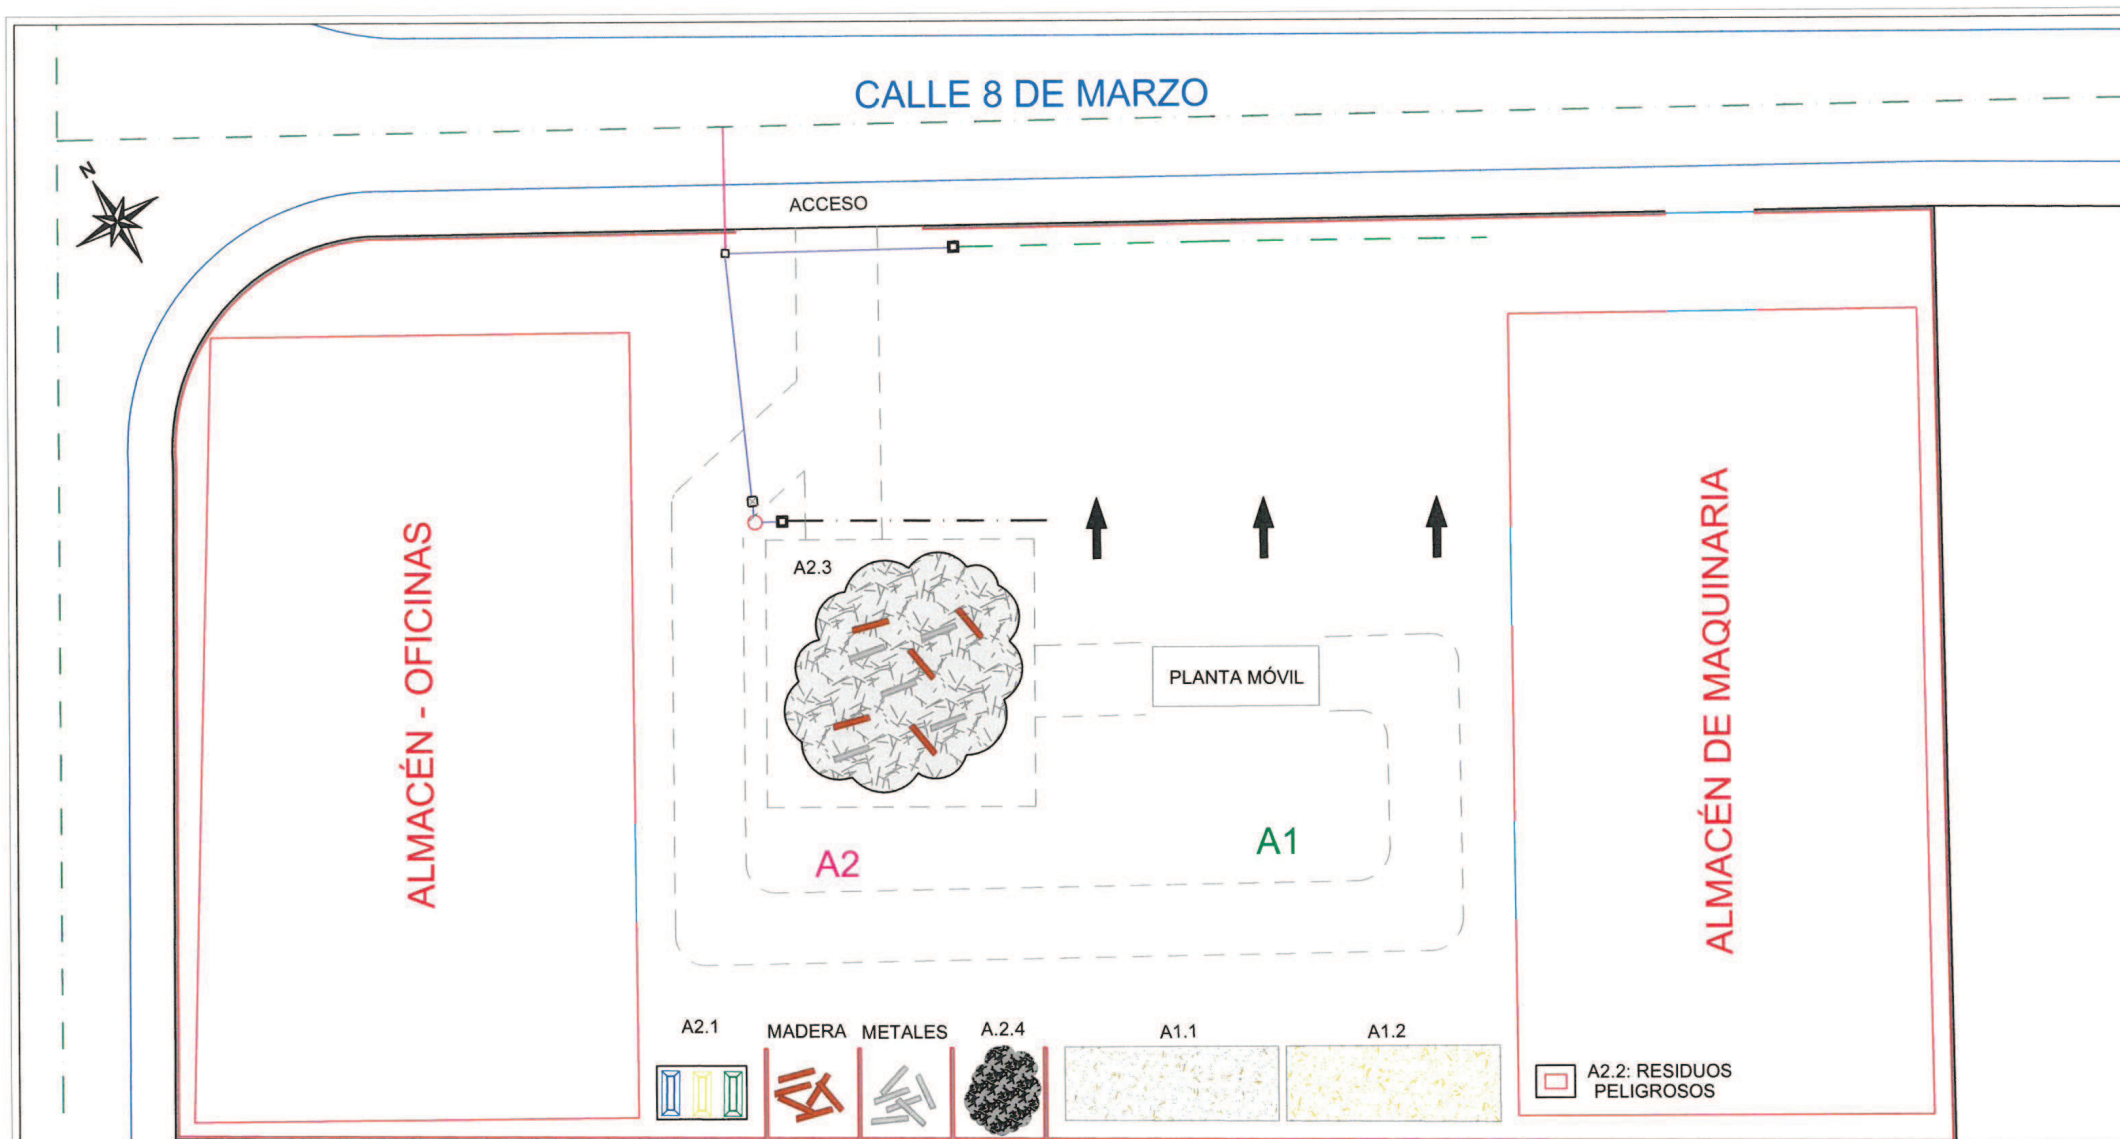 CALLE 8 DE MARZO
N
ACCESO
ALMACÉN - OFICINAS
A2.3
PLANTA MÓVIL
ALMACÉN DE MAQUINARIA
A2
A1
A2.1
MADERA
METALES
A.2.4
A1.1
A1.2
A2.2: RESIDUOS
PELIGROSOS